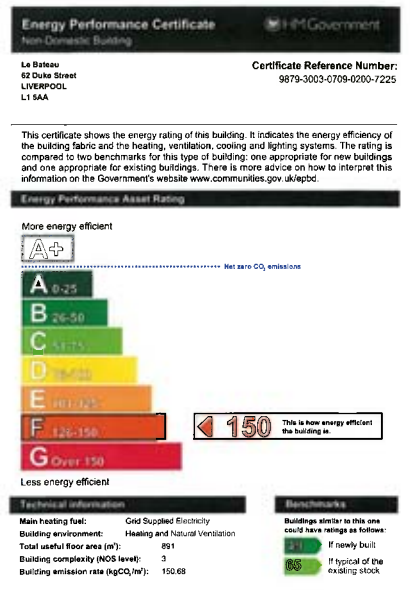 Energy Performance Certificate
HM Government
Non-Domestic Building
Le Bateau
62 Duke Street
LIVERPOOL
L1 5AA
Certificate Reference Number:
9879-3003-0709-0200-7225
This certificate shows the energy rating of this building. It indicates the energy efficiency of
the building fabric and the heating, ventilation, cooling and lighting systems. The rating is
compared to two benchmarks for this type of building: one appropriate for new buildings
and one appropriate for existing buildings. There is more advice on how to interpret this
information on the Government's website www.communities.gov.uk/epbd.
Energy Performance Asset Rating
More energy efficient
A+
Net zero CO₂ emissions
A 0-25
B 26-50
C 51-75
D 76-100
E 101-125
F 126-150
150 This is how energy efficient
the building is.
G Over 150
Less energy efficient
Technical information
Main heating fuel: Grid Supplied Electricity
Building environment: Heating and Natural Ventilation
Total useful floor area (m²): 891
Building complexity (NOS level): 3
Building emission rate (kgCO₂/m²): 150.68
Benchmarks
Buildings similar to this one
could have ratings as follows:
If newly built
65 If typical of the
existing stock